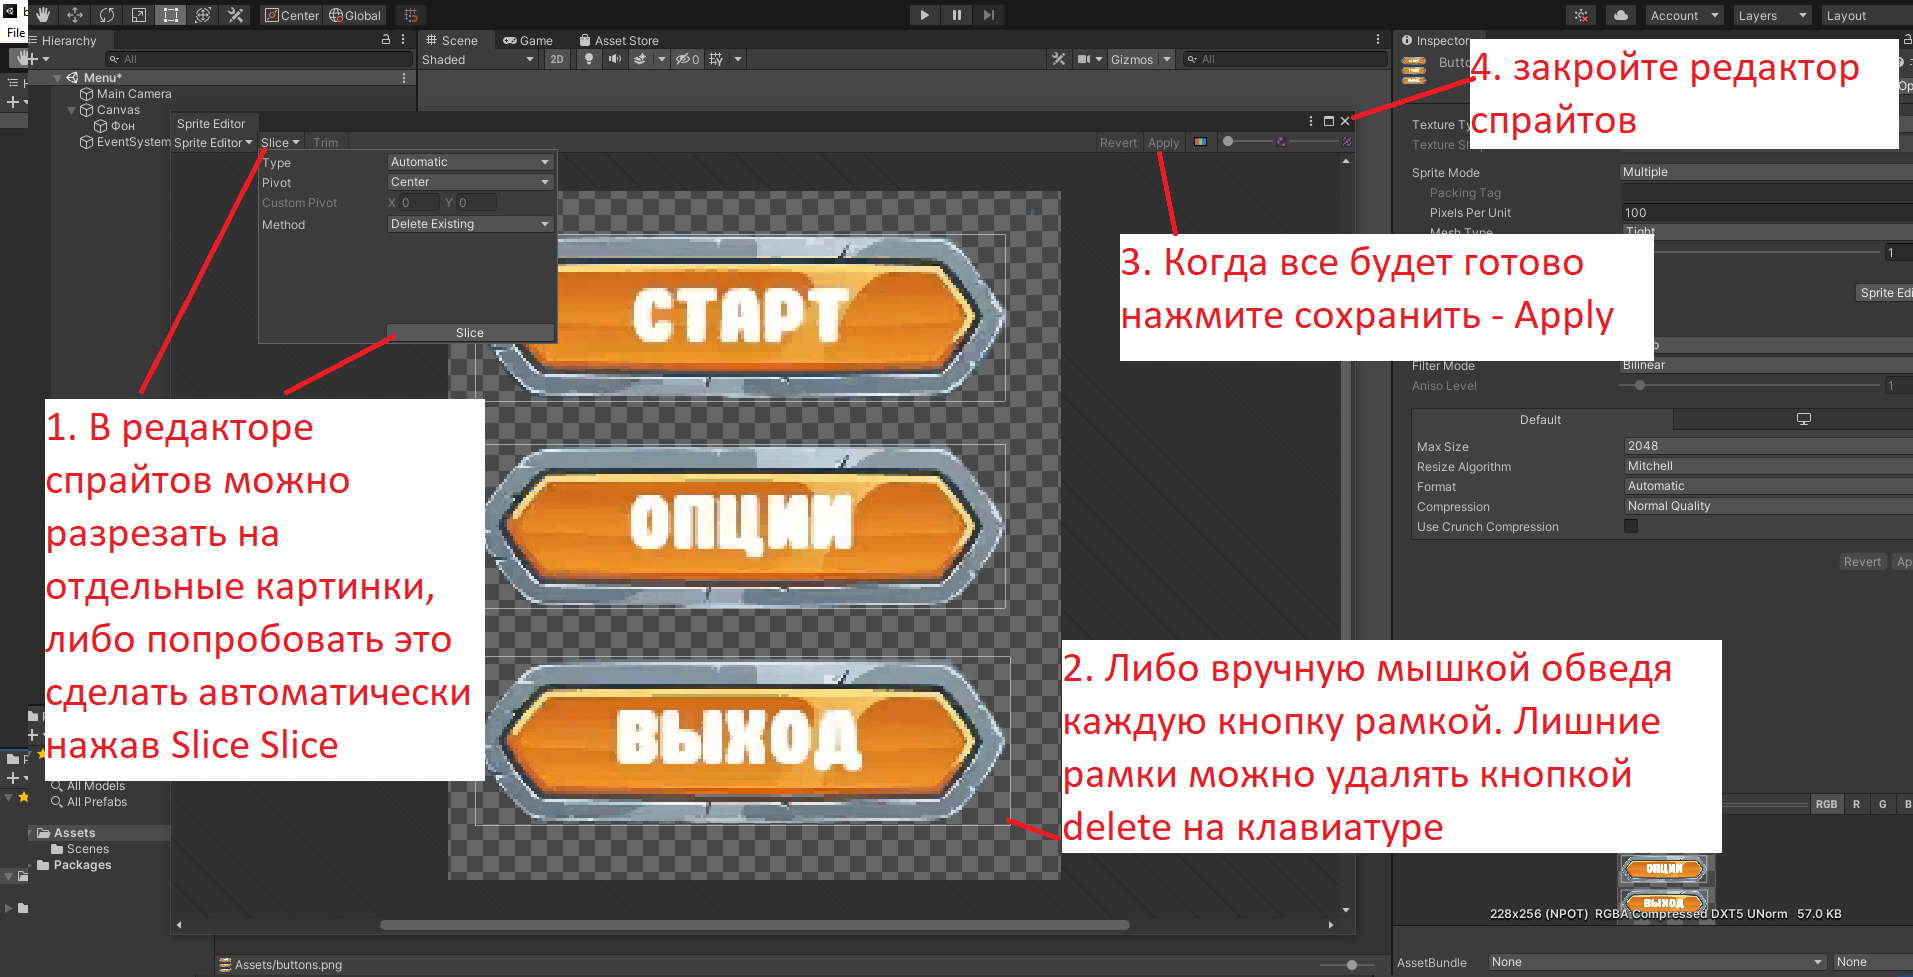 Center
Global
Account
Layers
Layout
File
Hierarchy
All
Scene
Game
Asset Store
Inspector
Shaded
2D
0
Gizmos
All
Menu*
Main Camera
Canvas
Фон
EventSystem
Sprite Editor
Sprite Editor
Slice
Trim
Revert
Apply
Type
Automatic
Pivot
Center
Custom Pivot
X 0
Y 0
Method
Delete Existing
Slice
СТАРТ
ОПЦИИ
ВЫХОД
1. В редакторе
спрайтов можно
разрезать на
отдельные картинки,
либо попробовать это
сделать автоматически
нажав Slice Slice
2. Либо вручную мышкой обведя
каждую кнопку рамкой. Лишние
рамки можно удалять кнопкой
delete на клавиатуре
3. Когда все будет готово
нажмите сохранить - Apply
4. закройте редактор
спрайтов
Sprite Mode
Multiple
Packing Tag
Pixels Per Unit
100
Mesh Type
Tight
1
Sprite Edi
Filter Mode
Bilinear
Aniso Level
1
Default
Max Size
2048
Resize Algorithm
Mitchell
Format
Automatic
Compression
Normal Quality
Use Crunch Compression
Revert
Ap
RGB
R
G
B
ОПЦИИ
ВЫХОД
228x256 (NPOT) RGBA Compressed DXT5 UNorm 57.0 KB
AssetBundle
None
None
All Models
All Prefabs
Assets
Scenes
Packages
Assets/buttons.png